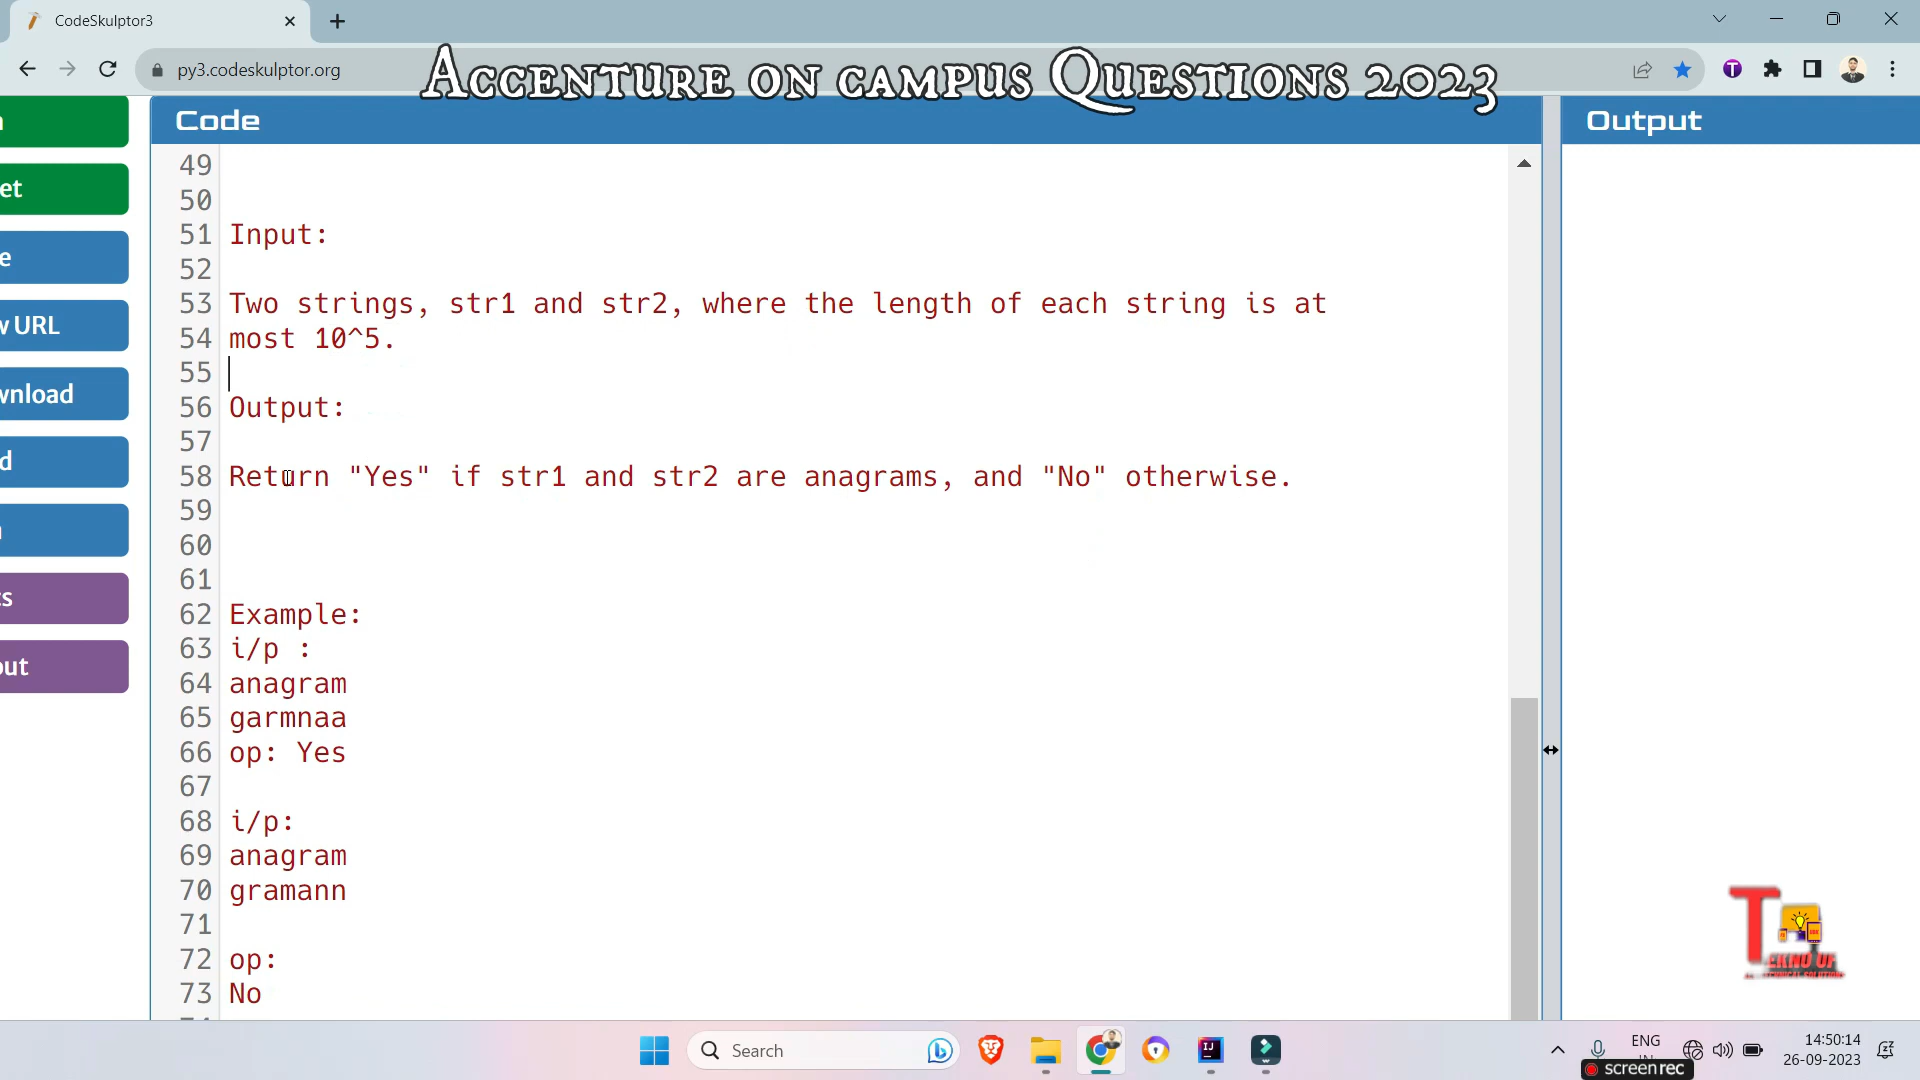 CodeSkulptor3
py3.codeskulptor.org
Accenture on campus Questions 2023
Code
Output
et
e
w URL
wnload
d
s
out
49
50
51 Input:
52
53 Two strings, str1 and str2, where the length of each string is at
54 most 10^5.
55
56 Output:
57
58 Return "Yes" if str1 and str2 are anagrams, and "No" otherwise.
59
60
61
62 Example:
63 i/p :
64 anagram
65 garmnaa
66 op: Yes
67
68 i/p:
69 anagram
70 gramann
71
72 op:
73 No
Search
ENG
14:50:14
26-09-2023
screenrec